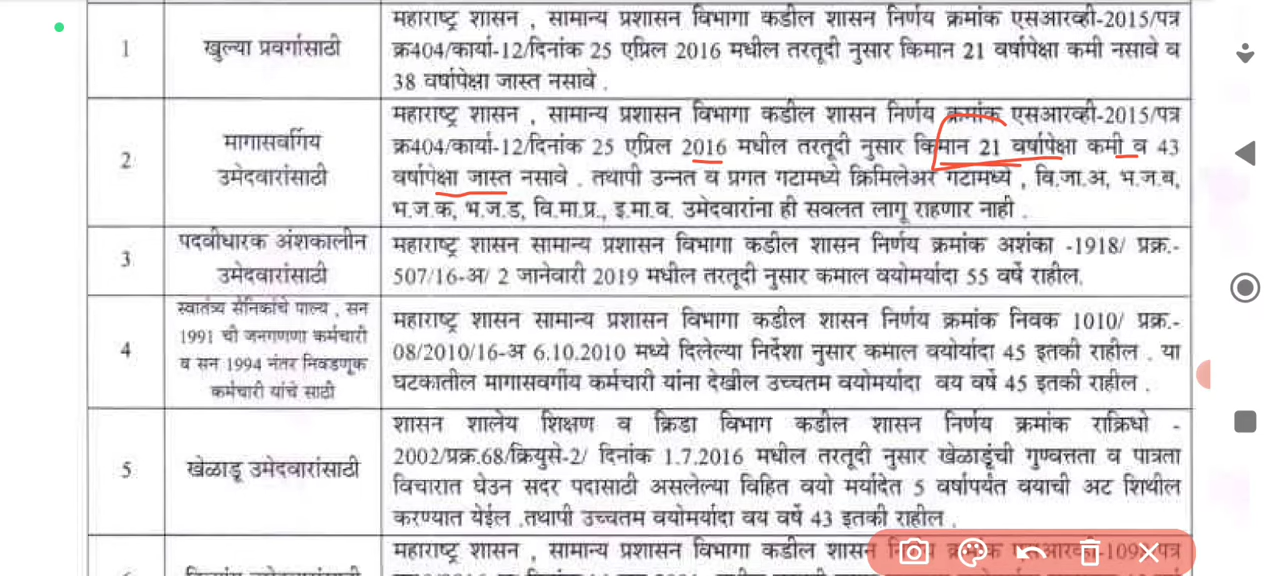 1
खुल्या प्रवर्गासाठी
महाराष्ट्र शासन , सामान्य प्रशासन विभागा कडील शासन निर्णय क्रमांक एसआरव्ही-2015/पत्र
क्र404/कार्या-12/दिनांक 25 एप्रिल 2016 मधील तरतूदी नुसार किमान 21 वर्षापेक्षा कमी नसावे व
38 वर्षापेक्षा जास्त नसावे .
2
मागासवर्गिय
उमेदवारांसाठी
महाराष्ट्र शासन , सामान्य प्रशासन विभागा कडील शासन निर्णय क्रमांक एसआरव्ही-2015/पत्र
क्र404/कार्या-12/दिनांक 25 एप्रिल 2016 मधील तरतूदी नुसार किमान 21 वर्षापेक्षा कमी व 43
वर्षापेक्षा जास्त नसावे . तथापी उन्नत व प्रगत गटामध्ये क्रिमिलेअर गटामध्ये , वि.जा.अ, भ.ज.ब,
भ.ज.क, भ.ज.ड, वि.मा.प्र., इ.मा.व. उमेदवारांना ही सवलत लागू राहणार नाही .
3
पदवीधारक अंशकालीन
उमेदवारांसाठी
महाराष्ट्र शासन सामान्य प्रशासन विभागा कडील शासन निर्णय क्रमांक अशंका -1918/ प्रक्र.-
507/16-अ/ 2 जानेवारी 2019 मधील तरतूदी नुसार कमाल वयोमर्यादा 55 वर्षे राहील.
4
स्वातंत्र्य सैनिकांचे पाल्य , सन
1991 ची जनगणणा कर्मचारी
व सन 1994 नंतर निवडणूक
कर्मचारी यांचे साठी
महाराष्ट्र शासन सामान्य प्रशासन विभागा कडील शासन निर्णय क्रमांक निवक 1010/ प्रक्र.-
08/2010/16-अ 6.10.2010 मध्ये दिलेल्या निर्देशा नुसार कमाल वयोर्यादा 45 इतकी राहील . या
घटकातील मागासवर्गीय कर्मचारी यांना देखील उच्चतम वयोमर्यादा वय वर्षे 45 इतकी राहील .
5
खेळाडू उमेदवारांसाठी
शासन शालेय शिक्षण व क्रिडा विभाग कडील शासन निर्णय क्रमांक राक्रिधो -
2002/प्रक्र.68/क्रियुसे-2/ दिनांक 1.7.2016 मधील तरतूदी नुसार खेळाडूंची गुण्वत्तता व पात्रता
विचारात घेउन सदर पदासाठी असलेल्या विहित वयो मर्यादेत 5 वर्षापर्यंत वयाची अट शिथील
करण्यात येईल .तथापी उच्चतम वयोमर्यादा वय वर्षे 43 इतकी राहील .
महाराष्ट्र शासन , सामान्य प्रशासन विभागा कडील शासन